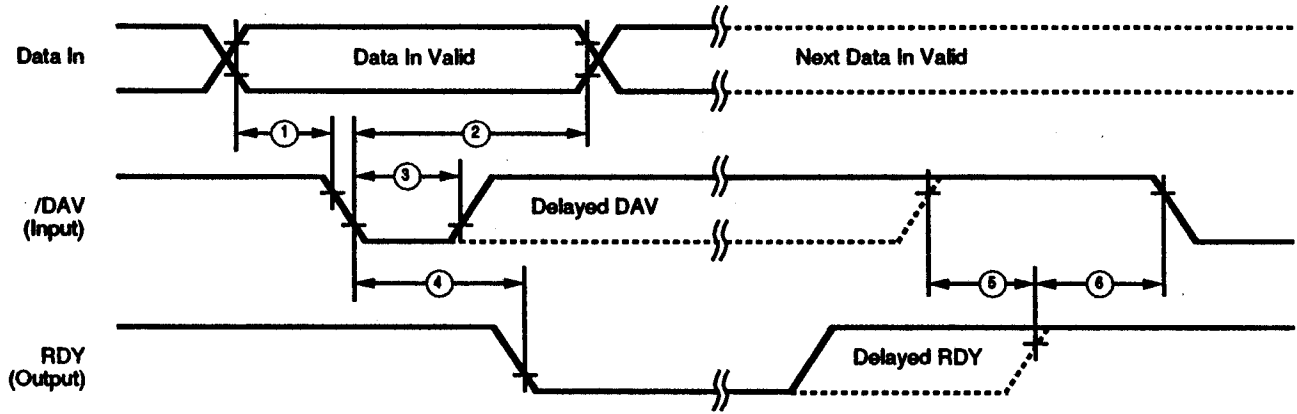 Data In
Data In Valid
Next Data In Valid
1
2
3
/DAV
(Input)
Delayed DAV
4
5
6
RDY
(Output)
Delayed RDY